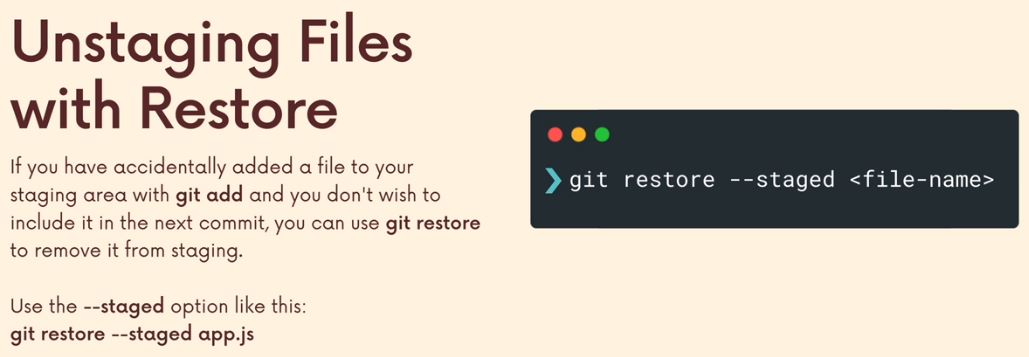 Unstaging Files
with Restore
If you have accidentally added a file to your
staging area with git add and you don't wish to
include it in the next commit, you can use git restore
to remove it from staging.
Use the --staged option like this:
git restore --staged app.js
❯ git restore --staged <file-name>